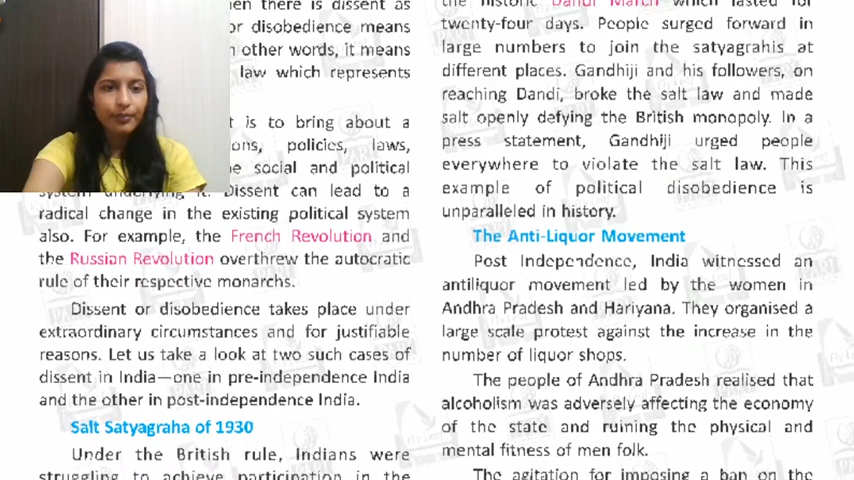 en there is dissent as
or disobedience means
other words, it means
law which represents
t is to bring about a
ons, policies, laws,
e social and political
system underlying it. Dissent can lead to a
radical change in the existing political system
also. For example, the French Revolution and
the Russian Revolution overthrew the autocratic
rule of their respective monarchs.
Dissent or disobedience takes place under
extraordinary circumstances and for justifiable
reasons. Let us take a look at two such cases of
dissent in India—one in pre-independence India
and the other in post-independence India.
Salt Satyagraha of 1930
Under the British rule, Indians were
struggling to achieve participation in the
the historic Dandi March which lasted for
twenty-four days. People surged forward in
large numbers to join the satyagrahis at
different places. Gandhiji and his followers, on
reaching Dandi, broke the salt law and made
salt openly defying the British monopoly. In a
press statement, Gandhiji urged people
everywhere to violate the salt law. This
example of political disobedience is
unparalleled in history.
The Anti-Liquor Movement
Post Independence, India witnessed an
antiliquor movement led by the women in
Andhra Pradesh and Hariyana. They organised a
large scale protest against the increase in the
number of liquor shops.
The people of Andhra Pradesh realised that
alcoholism was adversely affecting the economy
of the state and ruining the physical and
mental fitness of men folk.
The agitation for imposing a ban on the